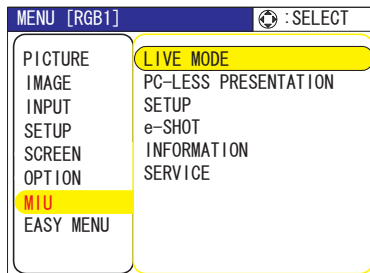 MENU [RGB1] :SELECT
PICTURE
IMAGE
INPUT
SETUP
SCREEN
OPTION
MIU
EASY MENU
LIVE MODE
PC-LESS PRESENTATION
SETUP
e-SHOT
INFORMATION
SERVICE